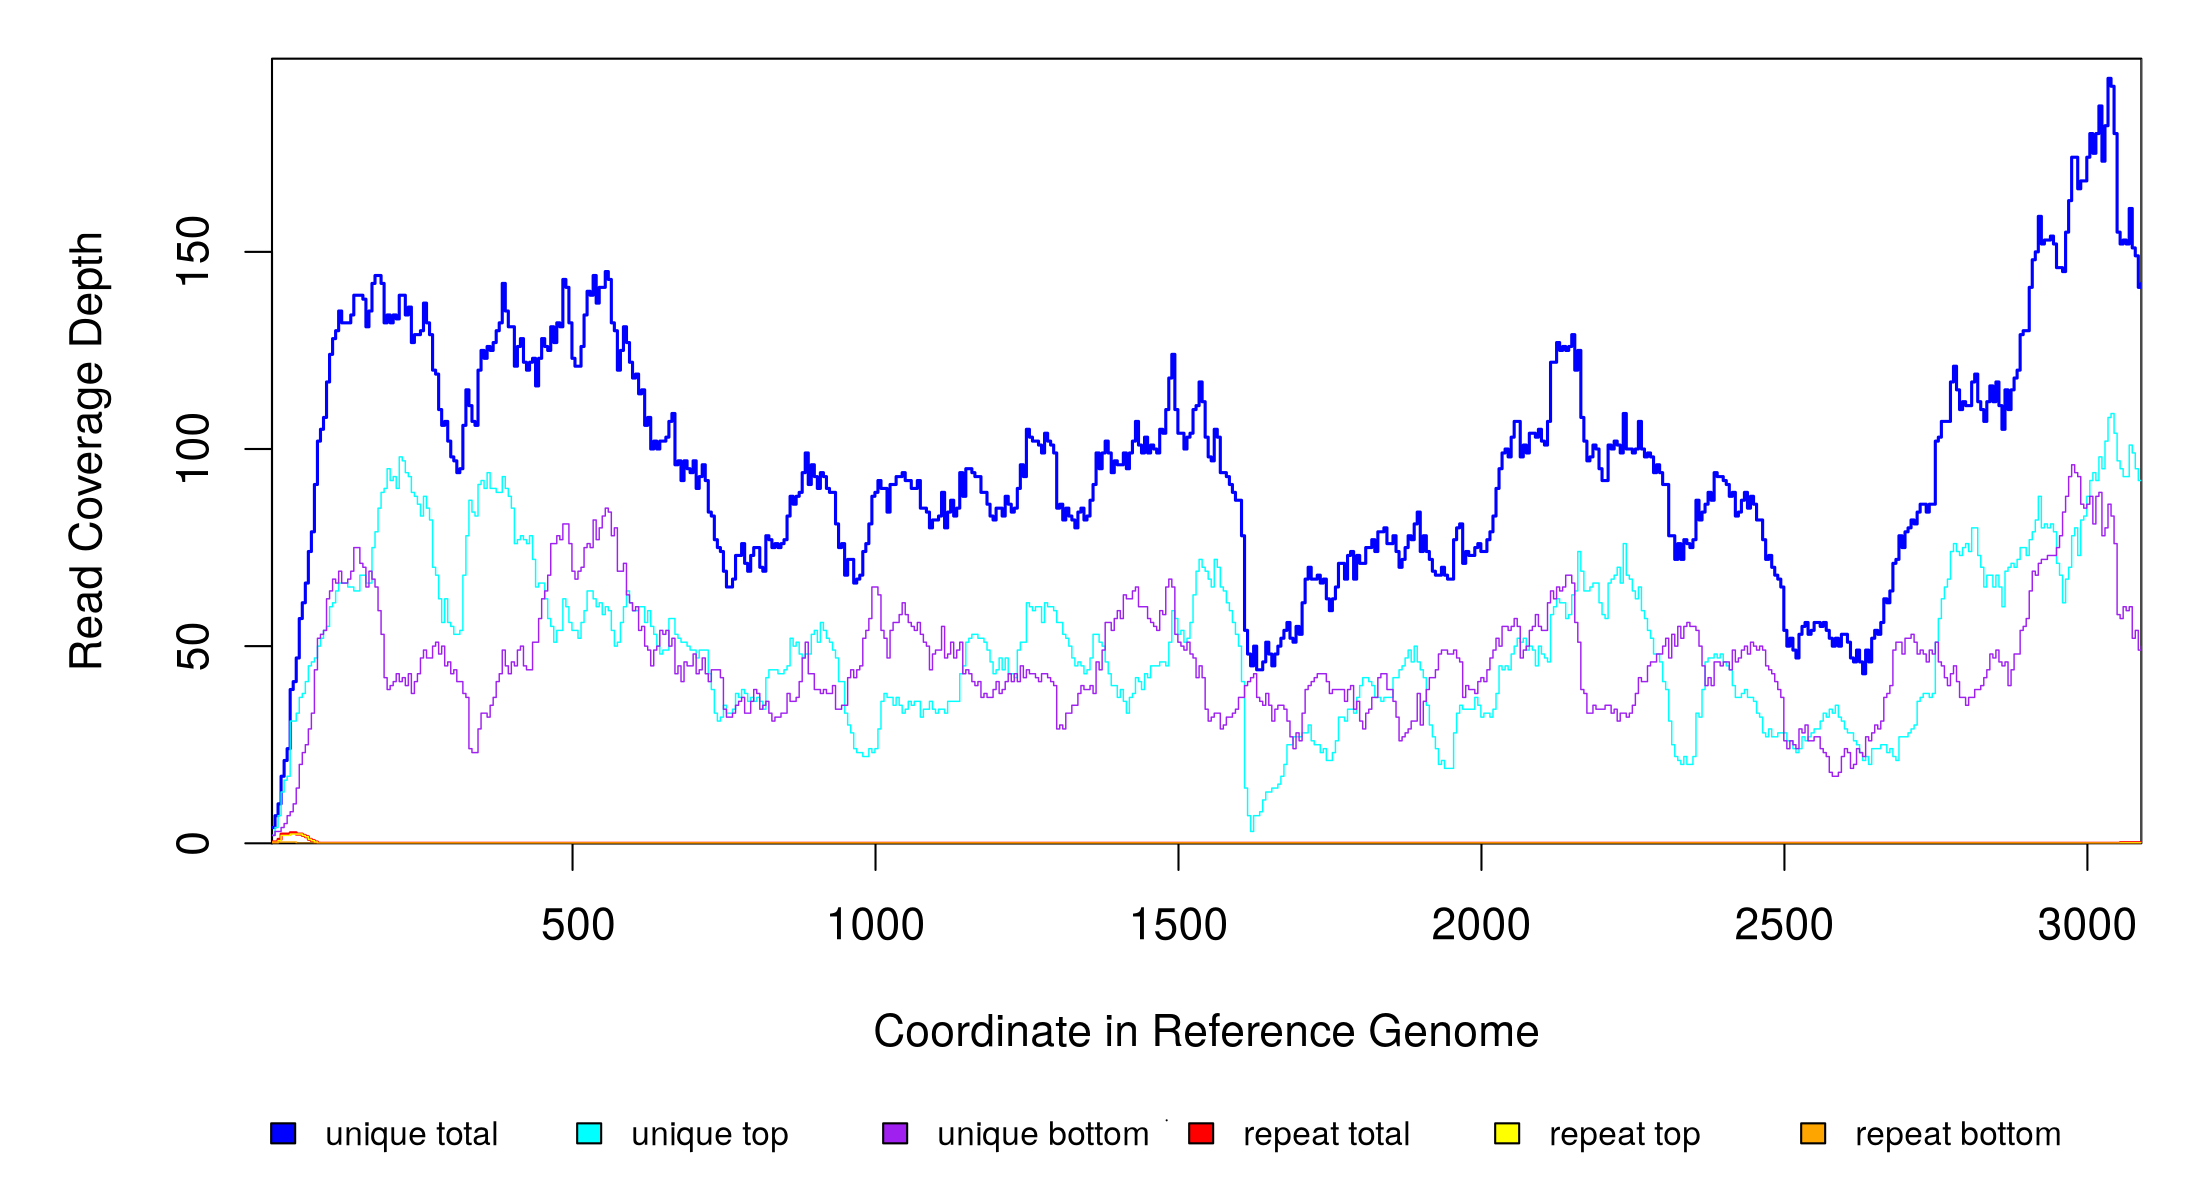 Read Coverage Depth
150
100
50
0
500 1000 1500 2000 2500 3000
Coordinate in Reference Genome
unique total unique top unique bottom repeat total repeat top repeat bottom